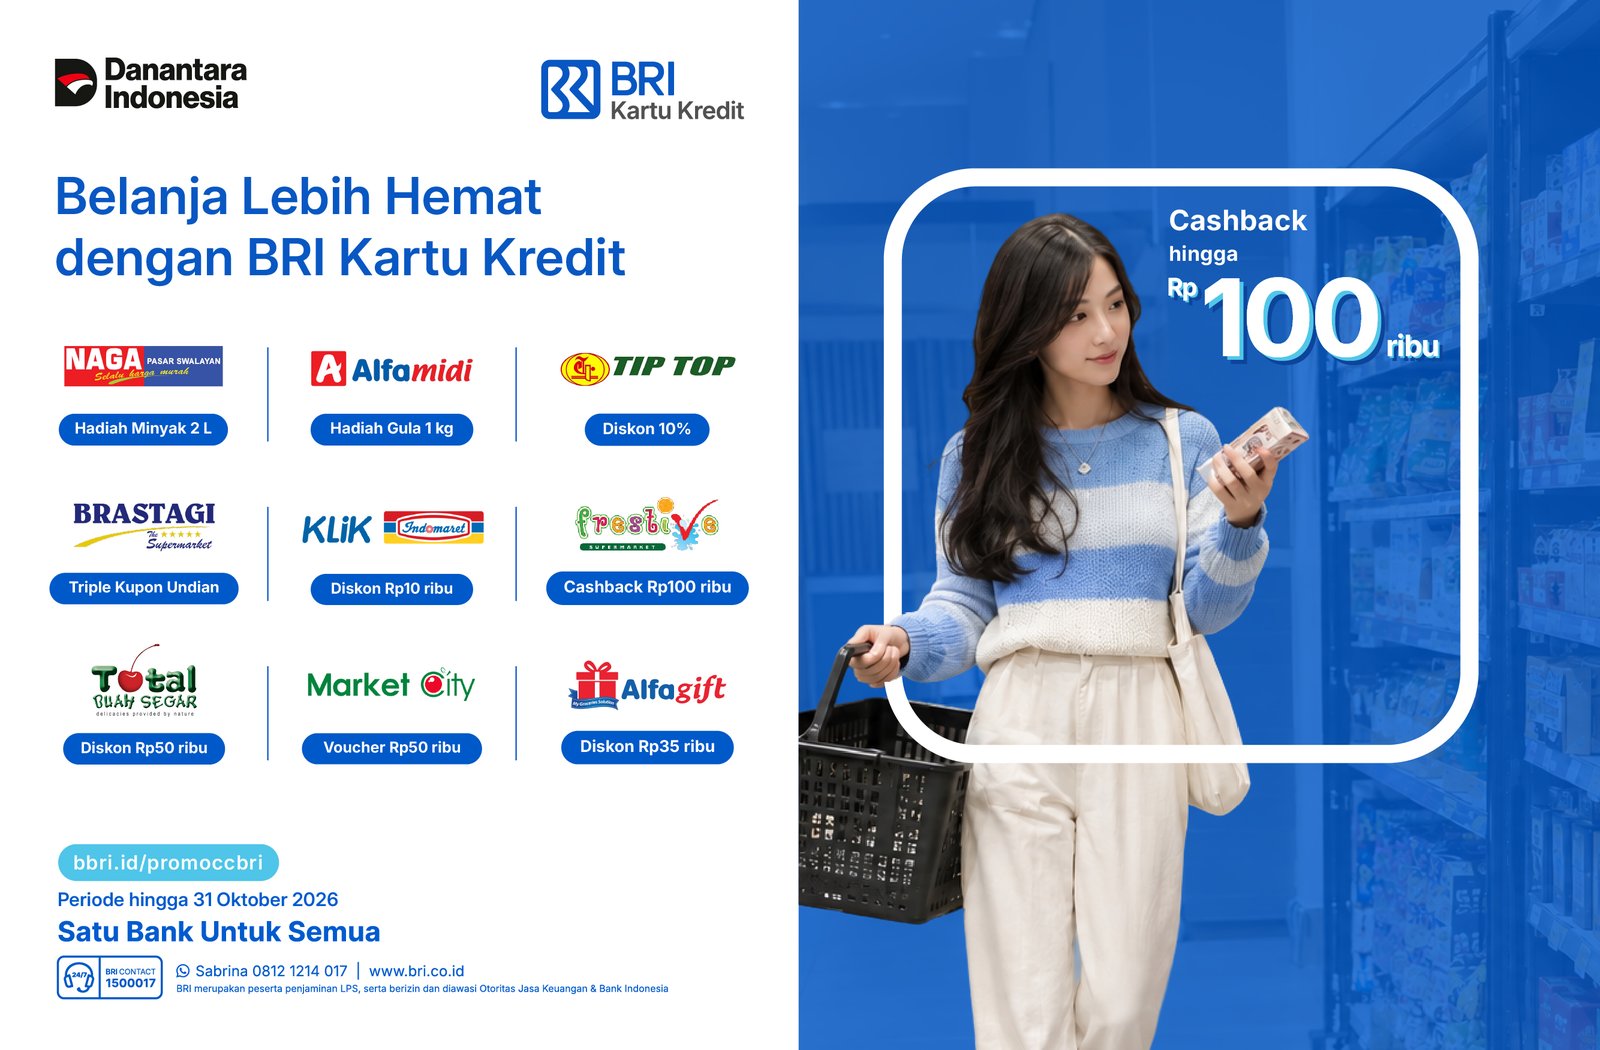 Danantara
Indonesia
BRI
Kartu Kredit
Belanja Lebih Hemat
dengan BRI Kartu Kredit
NAGA PASAR SWALAYAN
Selalu harga murah
Hadiah Minyak 2 L
Alfamidi
Hadiah Gula 1 kg
TIP TOP
Diskon 10%
BRASTAGI
The
Supermarket
Triple Kupon Undian
KLiK Indomaret
Diskon Rp10 ribu
frestive
SUPERMARKET
Cashback Rp100 ribu
Total
BUAH SEGAR
delicacies provided by nature
Diskon Rp50 ribu
Market City
Voucher Rp50 ribu
Alfagift
My Groceries Solution
Diskon Rp35 ribu
bbri.id/promoccbri
Periode hingga 31 Oktober 2026
Satu Bank Untuk Semua
24/7
BRI CONTACT
1500017
Sabrina 0812 1214 017 | www.bri.co.id
BRI merupakan peserta penjaminan LPS, serta berizin dan diawasi Otoritas Jasa Keuangan & Bank Indonesia
Cashback
hingga
Rp 100 ribu